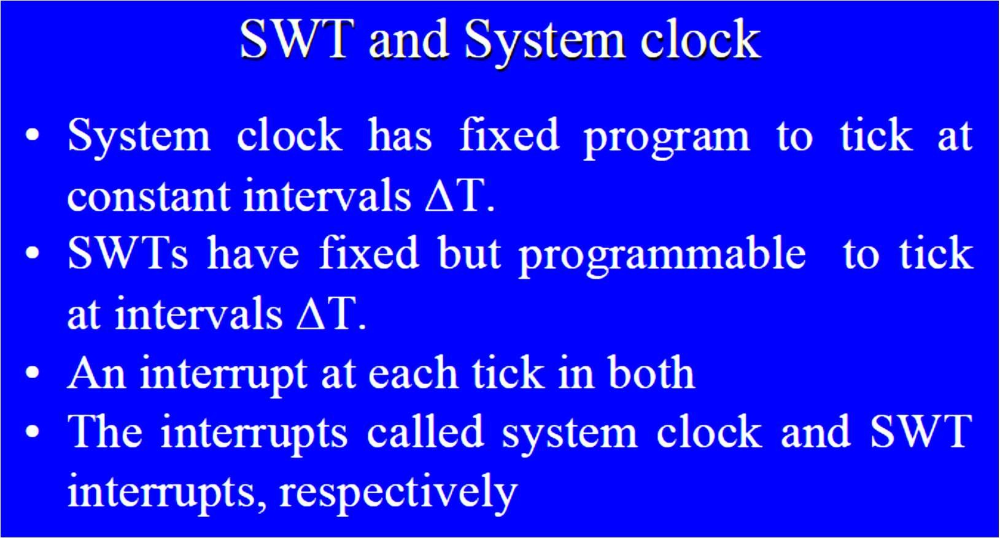 SWT and System clock
• System clock has fixed program to tick at
constant intervals ΔT.
• SWTs have fixed but programmable to tick
at intervals ΔT.
• An interrupt at each tick in both
• The interrupts called system clock and SWT
interrupts, respectively